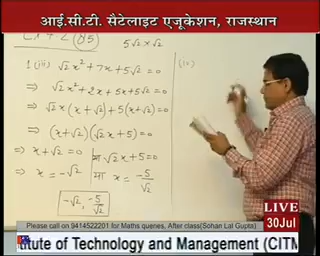 आई.सी.टी. सैटेलाइट एजूकेशन, राजस्थान
5√2 x √2
1 (iii) √2 x² + 7x + 5√2 = 0
⇒ √2 x² + 2x + 5x + 5√2 = 0
⇒ √2 x (x + √2) + 5(x + √2) = 0
⇒ (x + √2) (√2 x + 5) = 0
⇒ x + √2 = 0 या √2 x + 5 = 0
⇒ x = -√2 या x = -5/√2
-√2, -5/√2
(iv)
LIVE
30Jul
Please call on 9414522201 for Maths quenes, After class(Sohan Lal Gupta)
itute of Technology and Management (CITM